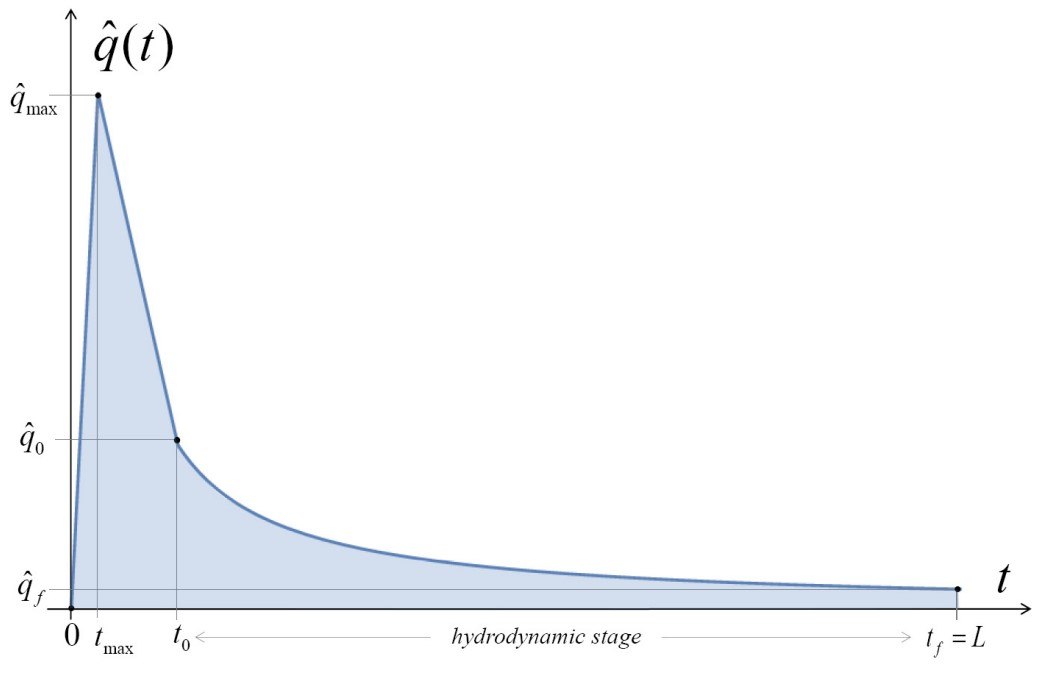 q̂(t)
q̂max
q̂0
q̂f
t
0 tmax t0 hydrodynamic stage tf = L